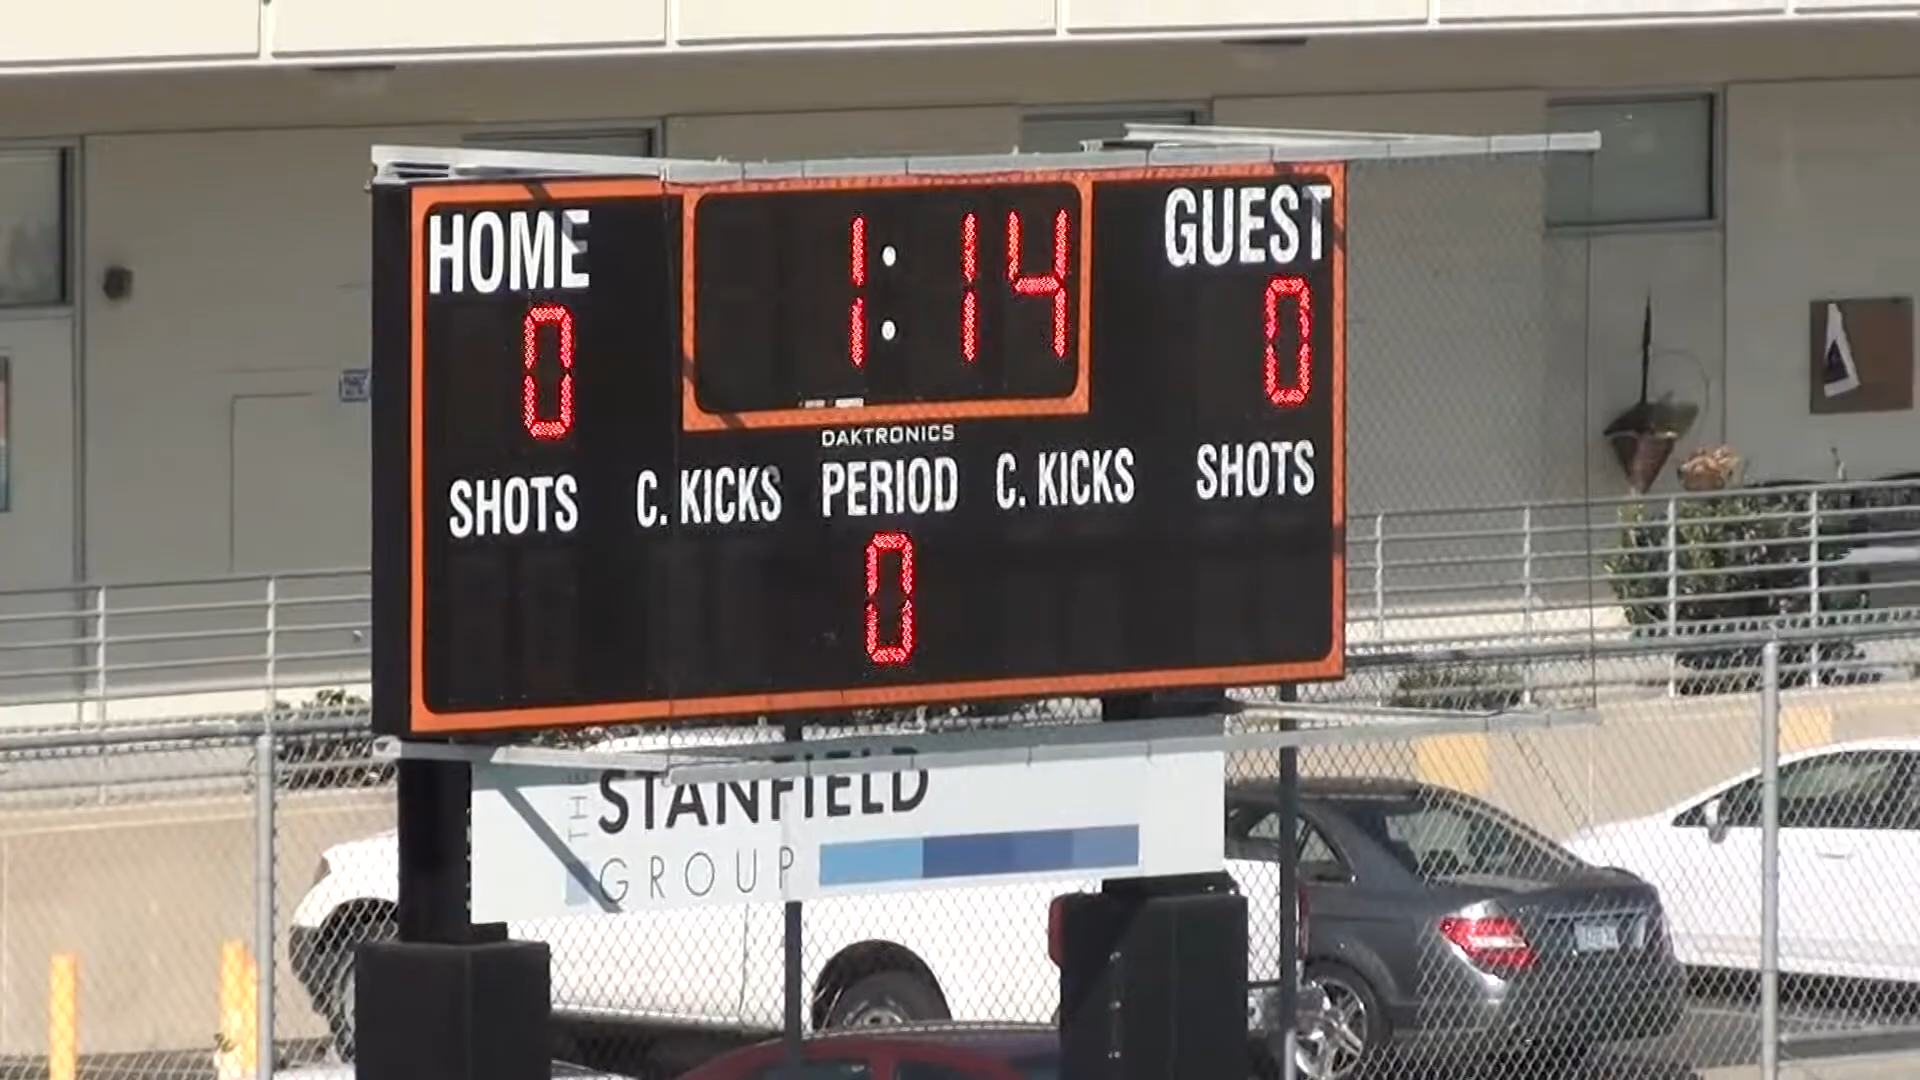 HOME
1:14
GUEST
0
0
DAKTRONICS
SHOTS
C. KICKS
PERIOD
C. KICKS
SHOTS
0
THE
STANFIELD
GROUP